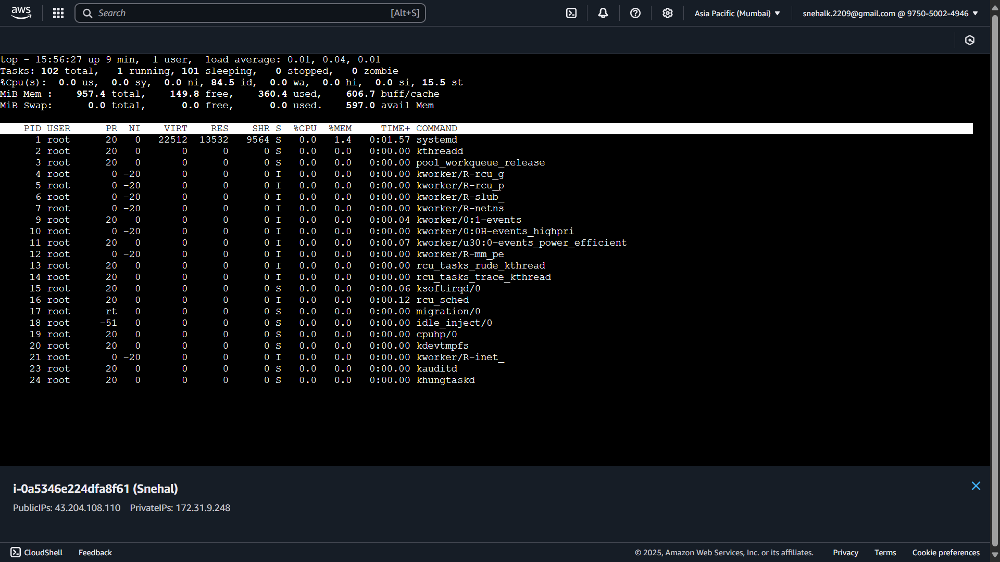 aws Search [Alt+S] Asia Pacific (Mumbai) ▼ snehalk.2209@gmail.com @ 9750-5002-4946 ▼
top - 15:56:27 up 9 min,  1 user,  load average: 0.01, 0.04, 0.01
Tasks: 102 total,   1 running, 101 sleeping,   0 stopped,   0 zombie
%Cpu(s):  0.0 us,  0.0 sy,  0.0 ni, 84.5 id,  0.0 wa,  0.0 hi,  0.0 si, 15.5 st
MiB Mem :    957.4 total,    149.8 free,    360.4 used,    606.7 buff/cache
MiB Swap:      0.0 total,      0.0 free,      0.0 used.    597.0 avail Mem
PID USER      PR  NI    VIRT    RES    SHR S  %CPU  %MEM     TIME+ COMMAND
1 root      20   0   22512  13532   9564 S   0.0   1.4   0:01.57 systemd
2 root      20   0       0      0      0 S   0.0   0.0   0:00.00 kthreadd
3 root      20   0       0      0      0 S   0.0   0.0   0:00.00 pool_workqueue_release
4 root       0 -20       0      0      0 I   0.0   0.0   0:00.00 kworker/R-rcu_g
5 root       0 -20       0      0      0 I   0.0   0.0   0:00.00 kworker/R-rcu_p
6 root       0 -20       0      0      0 I   0.0   0.0   0:00.00 kworker/R-slub_
7 root       0 -20       0      0      0 I   0.0   0.0   0:00.00 kworker/R-netns
9 root      20   0       0      0      0 I   0.0   0.0   0:00.04 kworker/0:1-events
10 root       0 -20       0      0      0 I   0.0   0.0   0:00.00 kworker/0:0H-events_highpri
11 root      20   0       0      0      0 I   0.0   0.0   0:00.07 kworker/u30:0-events_power_efficient
12 root       0 -20       0      0      0 I   0.0   0.0   0:00.00 kworker/R-mm_pe
13 root      20   0       0      0      0 I   0.0   0.0   0:00.00 rcu_tasks_rude_kthread
14 root      20   0       0      0      0 I   0.0   0.0   0:00.00 rcu_tasks_trace_kthread
15 root      20   0       0      0      0 S   0.0   0.0   0:00.06 ksoftirqd/0
16 root      20   0       0      0      0 I   0.0   0.0   0:00.12 rcu_sched
17 root      rt   0       0      0      0 S   0.0   0.0   0:00.00 migration/0
18 root     -51   0       0      0      0 S   0.0   0.0   0:00.00 idle_inject/0
19 root      20   0       0      0      0 S   0.0   0.0   0:00.00 cpuhp/0
20 root      20   0       0      0      0 S   0.0   0.0   0:00.00 kdevtmpfs
21 root       0 -20       0      0      0 I   0.0   0.0   0:00.00 kworker/R-inet_
23 root      20   0       0      0      0 S   0.0   0.0   0:00.00 kauditd
24 root      20   0       0      0      0 S   0.0   0.0   0:00.00 khungtaskd
i-0a5346e224dfa8f61 (Snehal)
PublicIPs: 43.204.108.110 PrivateIPs: 172.31.9.248
CloudShell Feedback © 2025, Amazon Web Services, Inc. or its affiliates. Privacy Terms Cookie preferences